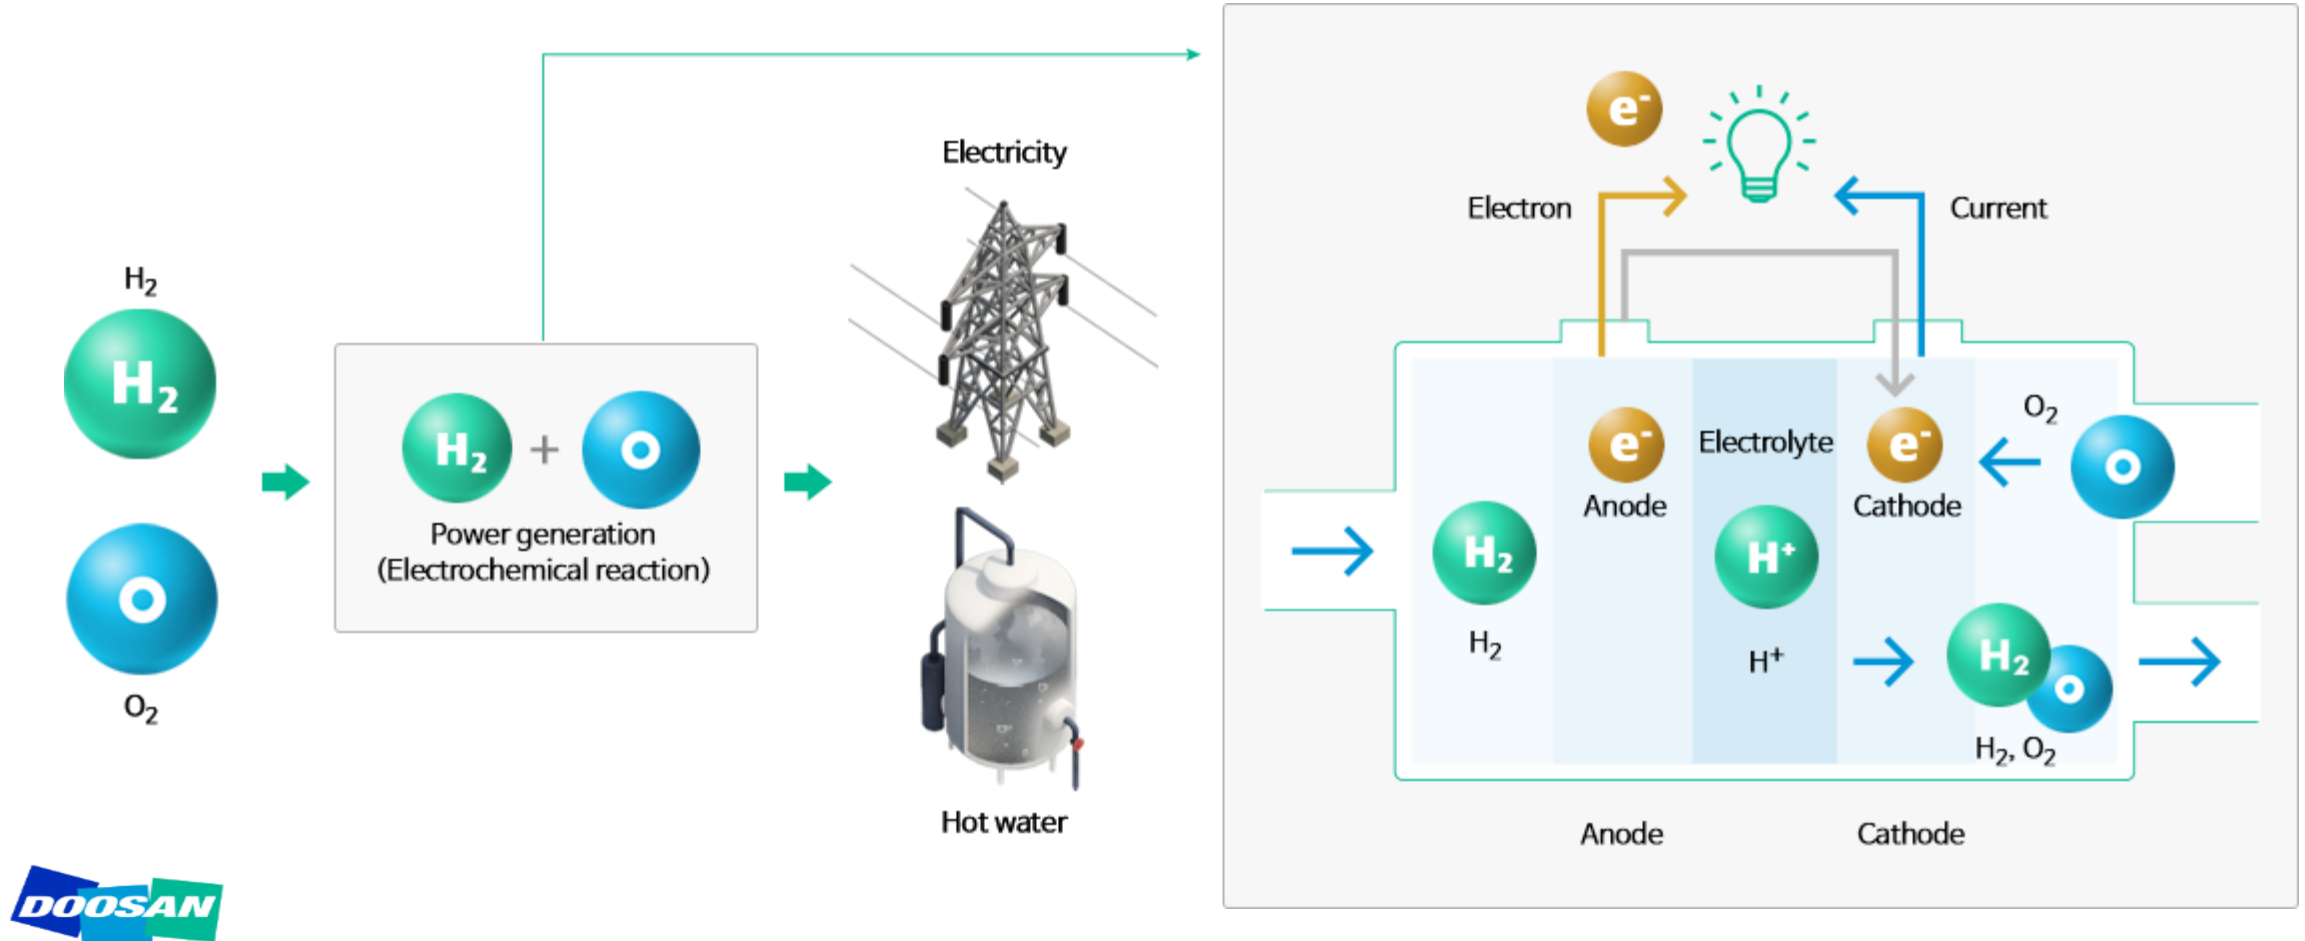 H₂
H₂
O
O₂
H₂ + O
Power generation
(Electrochemical reaction)
Electricity
Hot water
e⁻
Electron
Current
e⁻
Anode
Electrolyte
e⁻
Cathode
O₂
O
H₂
H₂
H⁺
H⁺
H₂
O
H₂, O₂
Anode
Cathode
DOOSAN